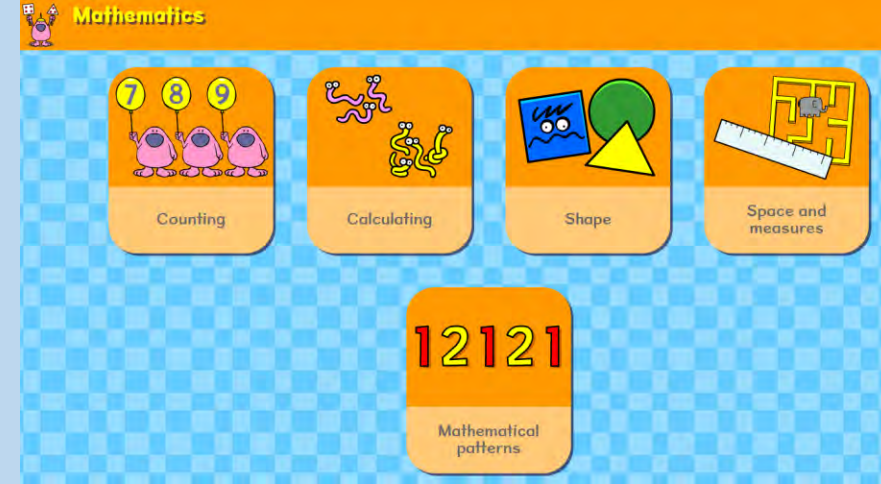 Mathematics
7 8 9
Counting
Calculating
Shape
Space and
measures
12121
Mathematical
patterns